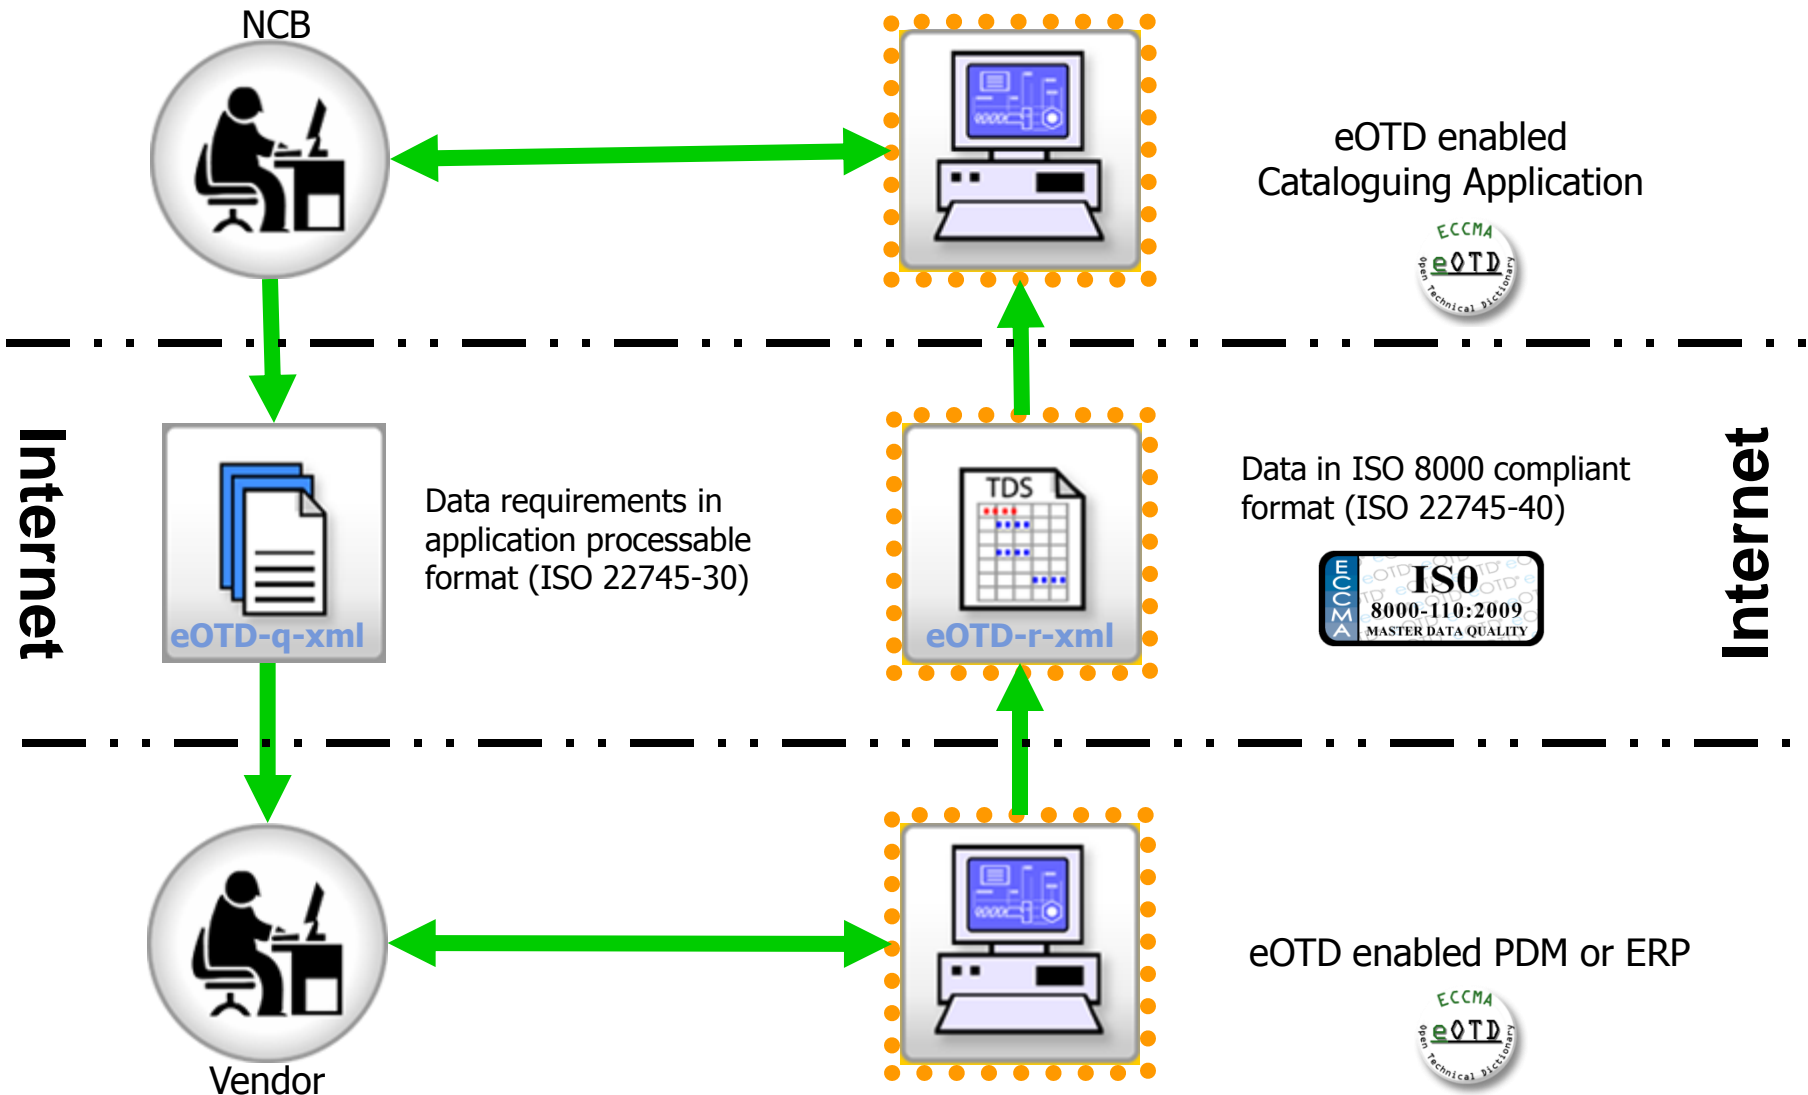 NCB
eOTD enabled
Cataloguing Application
ECCMA
eOTD
Open Technical Dictionary
Internet
eOTD-q-xml
Data requirements in
application processable
format (ISO 22745-30)
TDS
eOTD-r-xml
Data in ISO 8000 compliant
format (ISO 22745-40)
ECCMA
ISO
8000-110:2009
MASTER DATA QUALITY
Internet
Vendor
eOTD enabled PDM or ERP
ECCMA
eOTD
Open Technical Dictionary